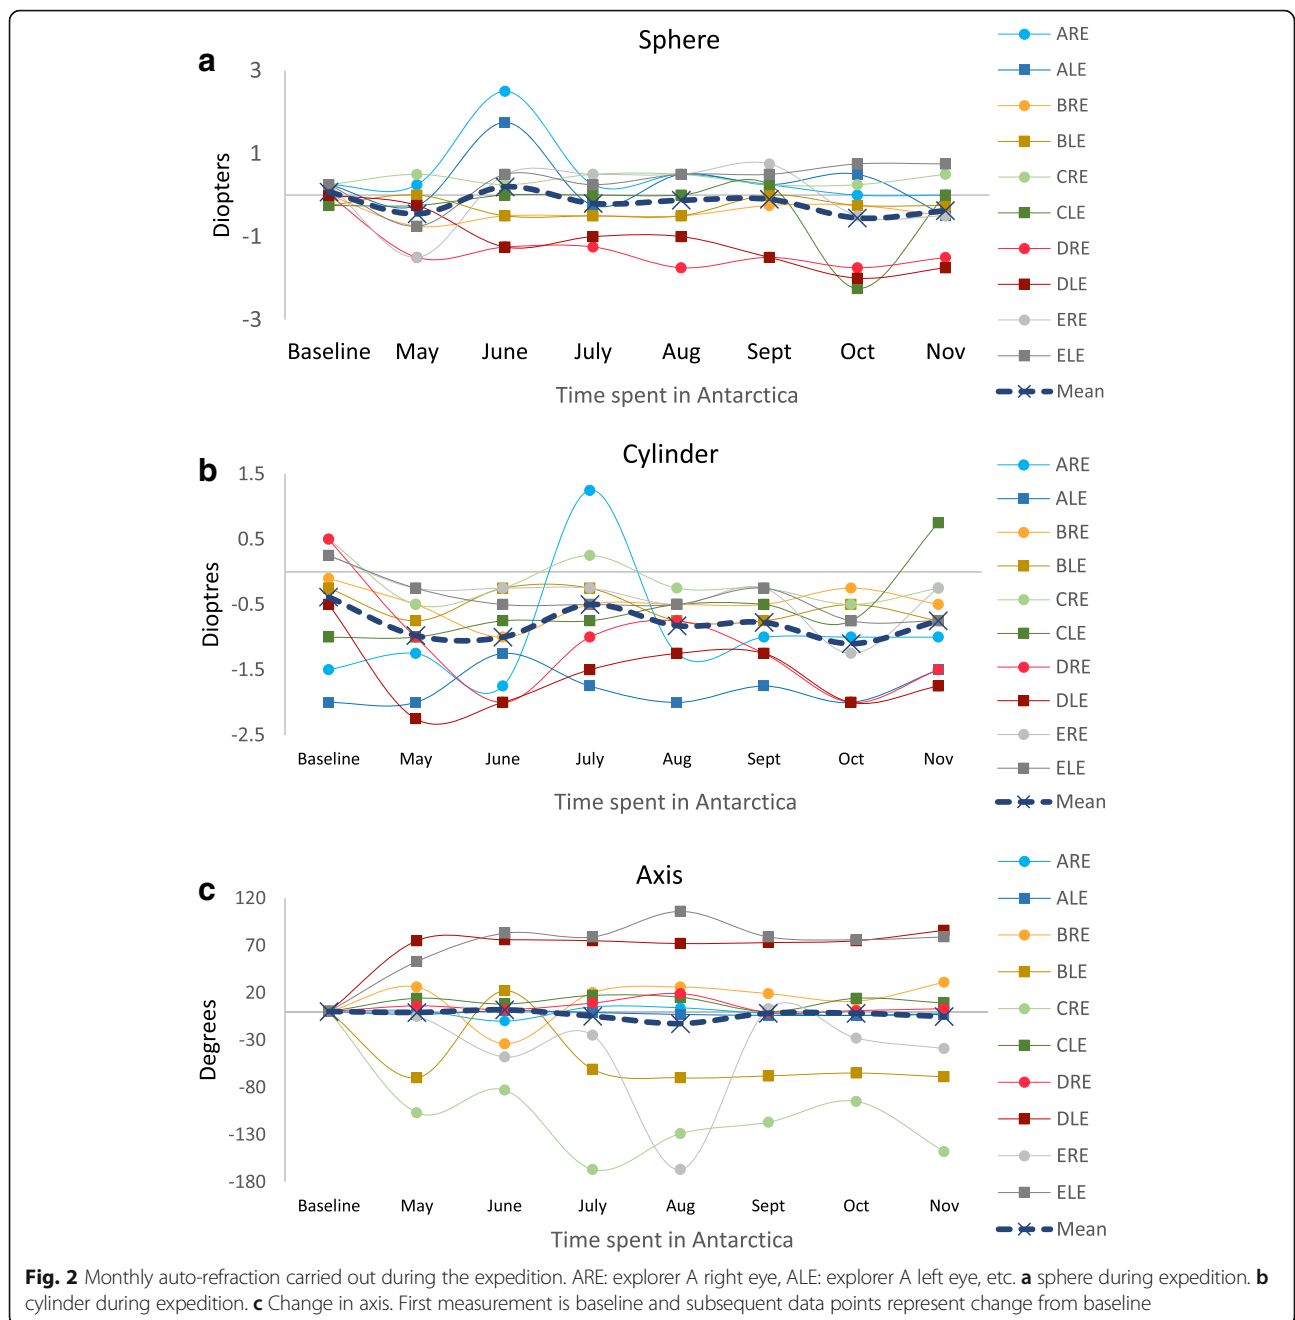 a
Sphere
Diopters
3
1
-1
-3
Baseline May June July Aug Sept Oct Nov
Time spent in Antarctica
ARE
ALE
BRE
BLE
CRE
CLE
DRE
DLE
ERE
ELE
Mean
b
Cylinder
Dioptres
1.5
0.5
-0.5
-1.5
-2.5
Baseline May June July Aug Sept Oct Nov
Time spent in Antarctica
ARE
ALE
BRE
BLE
CRE
CLE
DRE
DLE
ERE
ELE
Mean
c
Axis
Degrees
120
70
20
-30
-80
-130
-180
Baseline May June July Aug Sept Oct Nov
Time spent in Antarctica
ARE
ALE
BRE
BLE
CRE
CLE
DRE
DLE
ERE
ELE
Mean
Fig. 2 Monthly auto-refraction carried out during the expedition. ARE: explorer A right eye, ALE: explorer A left eye, etc. a sphere during expedition. b
cylinder during expedition. c Change in axis. First measurement is baseline and subsequent data points represent change from baseline